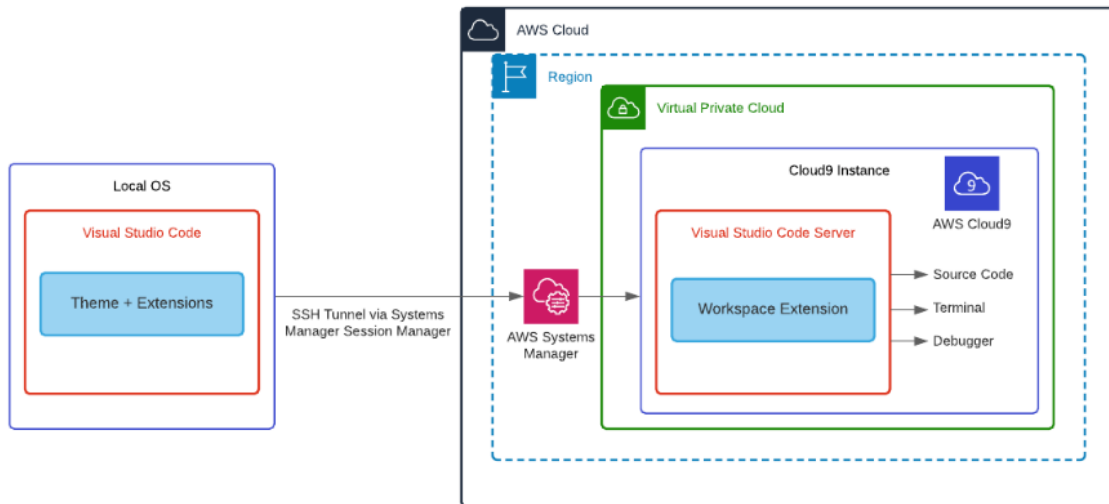 AWS Cloud
Region
Virtual Private Cloud
Local OS
Visual Studio Code
Theme + Extensions
SSH Tunnel via Systems
Manager Session Manager
AWS Systems
Manager
Cloud9 Instance
9
AWS Cloud9
Visual Studio Code Server
Workspace Extension
Source Code
Terminal
Debugger